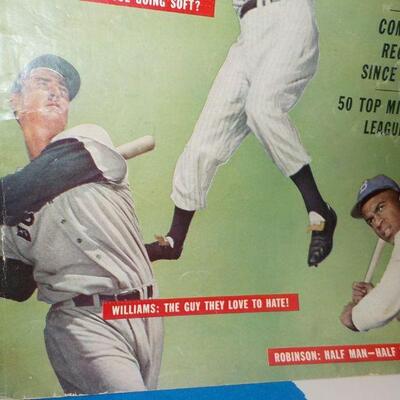 GOING SOFT?
COM
REC
SINCE
50 TOP MI
LEAGU
BO
B
WILLIAMS: THE GUY THEY LOVE TO HATE!
ROBINSON: HALF MAN—HALF